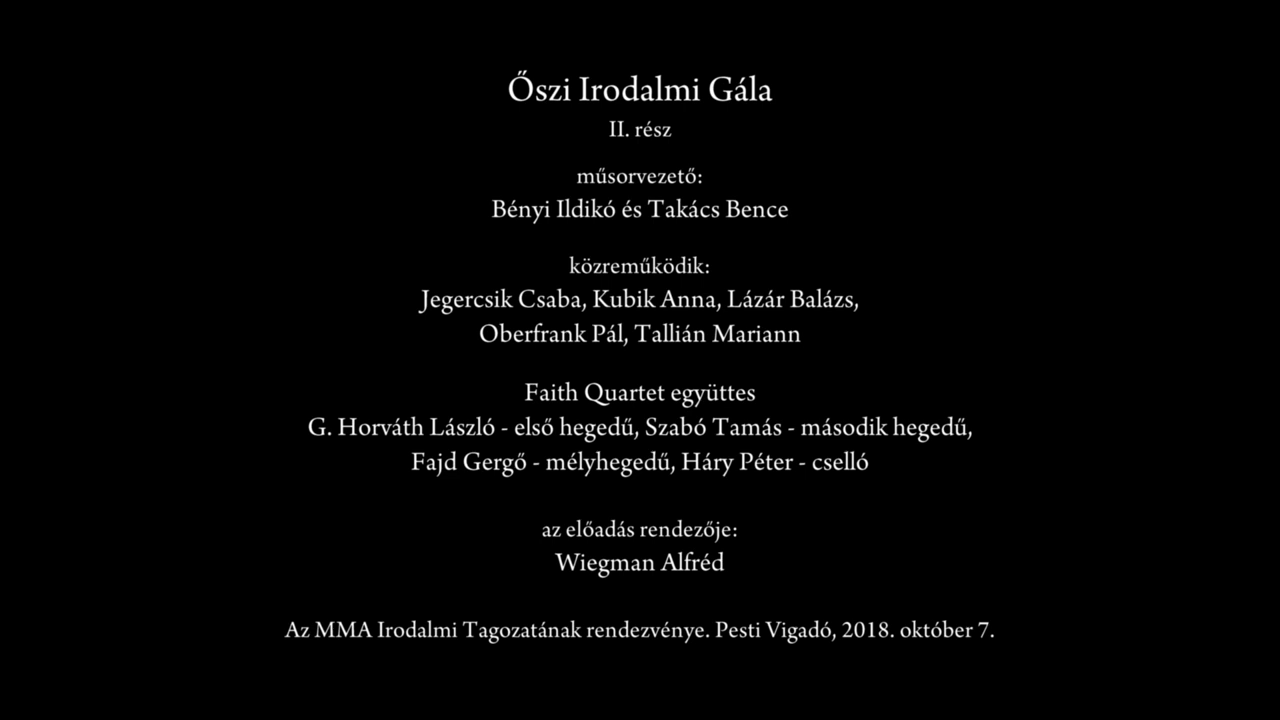 Őszi Irodalmi Gála
II. rész
műsorvezető:
Bényi Ildikó és Takács Bence
közreműködik:
Jegercsik Csaba, Kubik Anna, Lázár Balázs,
Oberfrank Pál, Tallián Mariann
Faith Quartet együttes
G. Horváth László - első hegedű, Szabó Tamás - második hegedű,
Fajd Gergő - mélyhegedű, Háry Péter - cselló
az előadás rendezője:
Wiegman Alfréd
Az MMA Irodalmi Tagozatának rendezvénye. Pesti Vigadó, 2018. október 7.